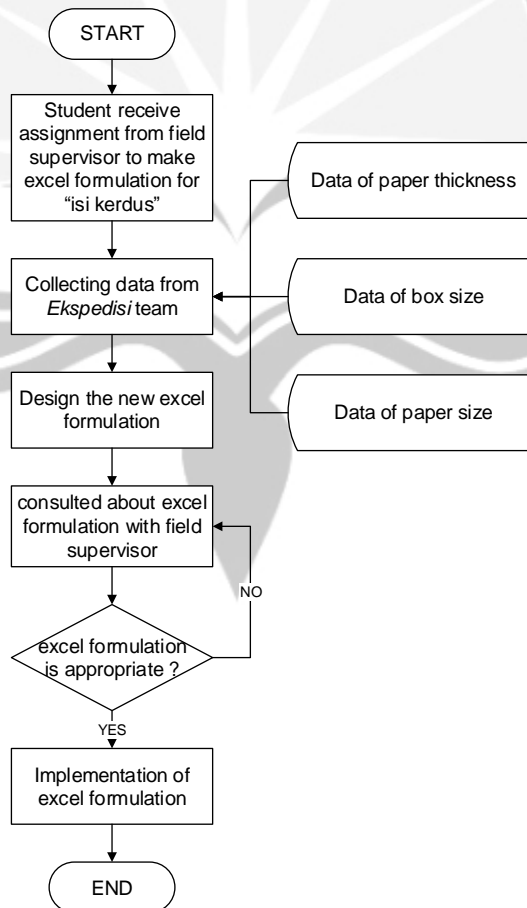 START
Student receive
assignment from field
supervisor to make
excel formulation for
“isi kerdus”
Data of paper thickness
Collecting data from
Ekspedisi team
Data of box size
Design the new excel
formulation
Data of paper size
consulted about excel
formulation with field
supervisor
NO
excel formulation
is appropriate ?
YES
Implementation of
excel formulation
END